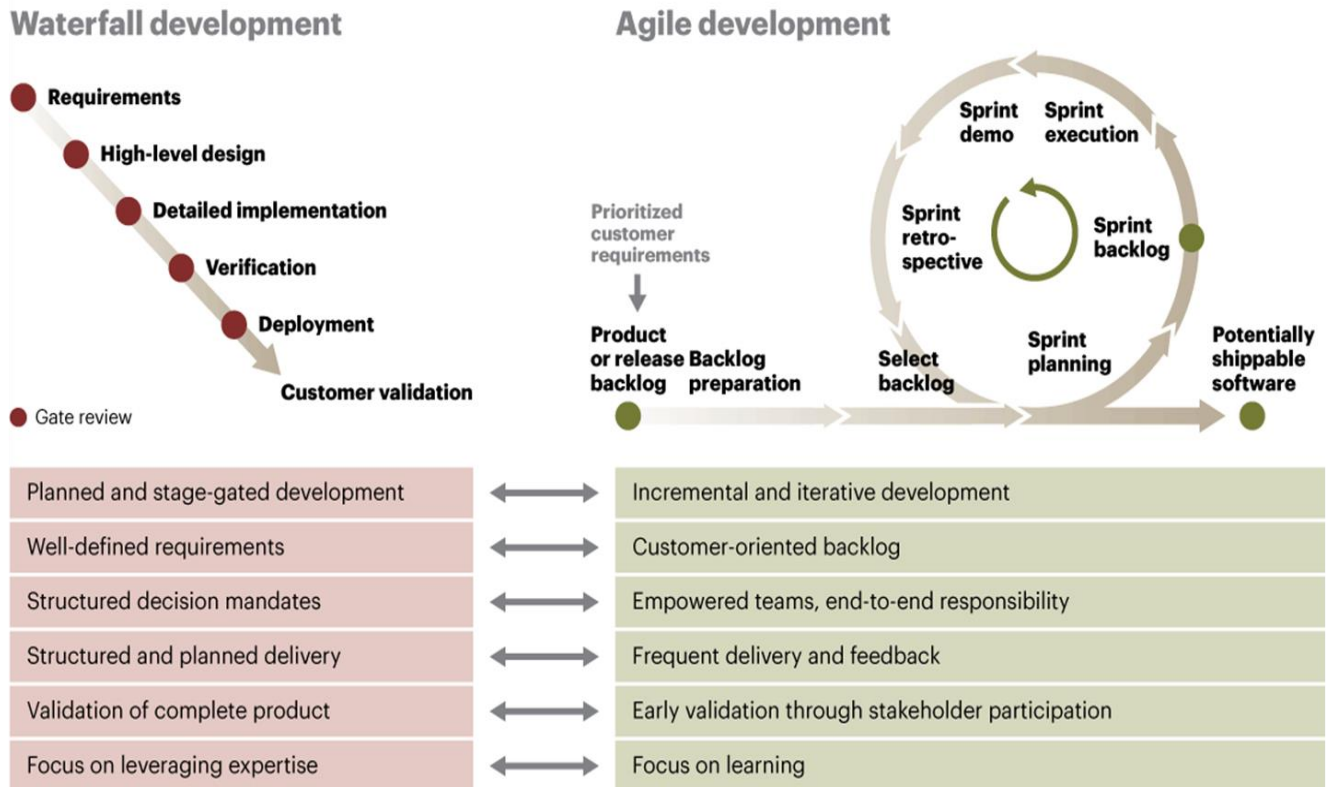 Waterfall development
Requirements
High-level design
Detailed implementation
Verification
Deployment
Customer validation
Gate review
Agile development
Prioritized
customer
requirements
Product
or release
backlog
Backlog
preparation
Select
backlog
Sprint
planning
Sprint
backlog
Sprint
execution
Sprint
demo
Sprint
retro-
spective
Potentially
shippable
software
Planned and stage-gated development
Incremental and iterative development
Well-defined requirements
Customer-oriented backlog
Structured decision mandates
Empowered teams, end-to-end responsibility
Structured and planned delivery
Frequent delivery and feedback
Validation of complete product
Early validation through stakeholder participation
Focus on leveraging expertise
Focus on learning